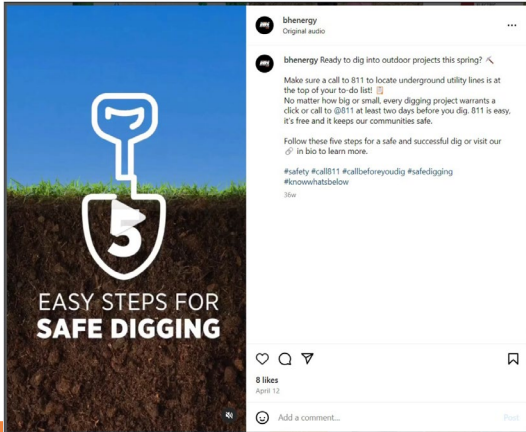 bhenergy
Original audio
bhenergy Ready to dig into outdoor projects this spring?
Make sure a call to 811 to locate underground utility lines is at
the top of your to-do list!
No matter how big or small, every digging project warrants a
click or call to @811 at least two days before you dig. 811 is easy,
it's free and it keeps our communities safe.
Follow these five steps for a safe and successful dig or visit our
in bio to learn more.
#safety #call811 #callbeforeyoudig #safedigging
#knowwhatsbelow
36w
5
EASY STEPS FOR
SAFE DIGGING
8 likes
April 12
Add a comment...
Post